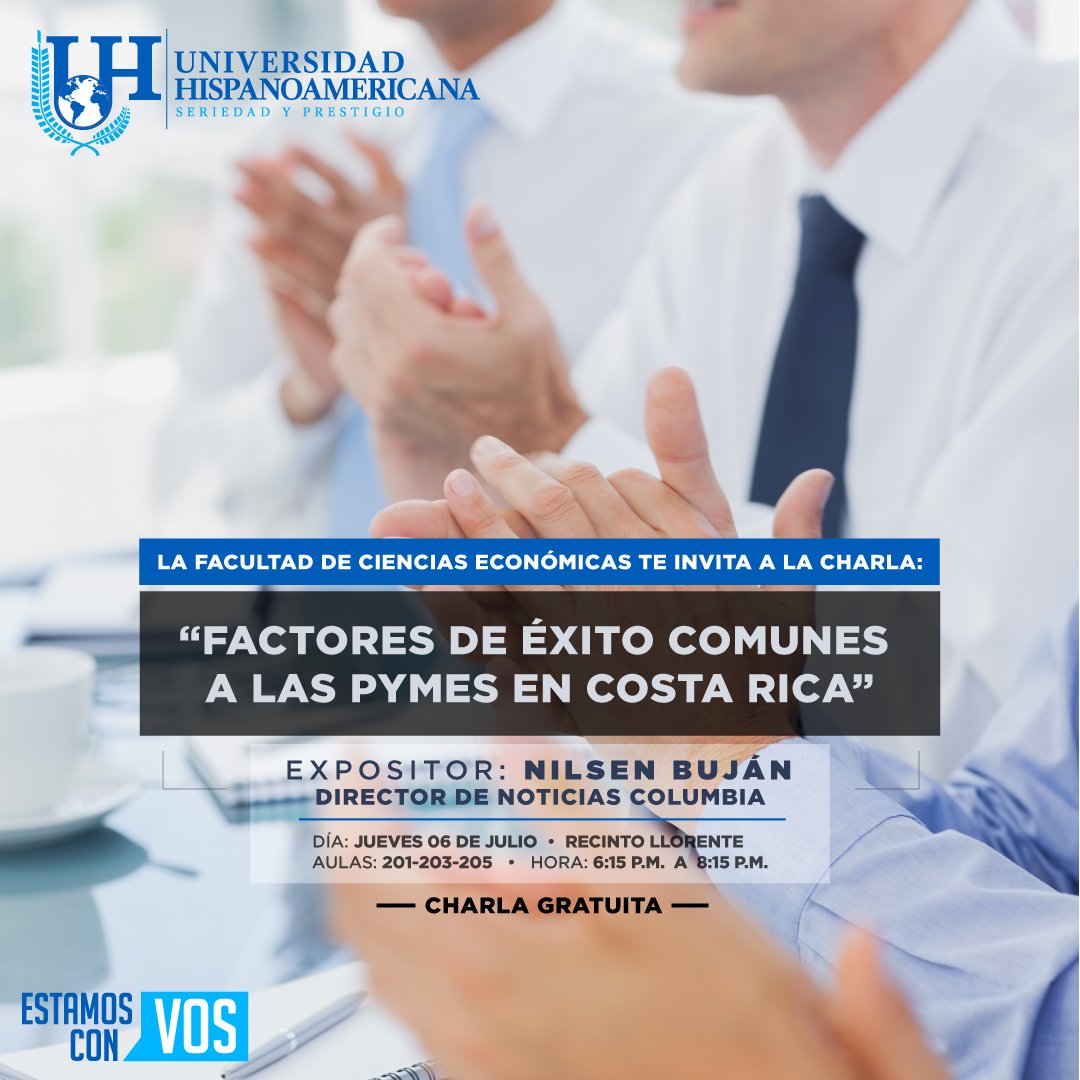 UH
UNIVERSIDAD
HISPANOAMERICANA
SERIEDAD Y PRESTIGIO
LA FACULTAD DE CIENCIAS ECONÓMICAS TE INVITA A LA CHARLA:
“FACTORES DE ÉXITO COMUNES
A LAS PYMES EN COSTA RICA”
EXPOSITOR: NILSEN BUJÁN
DIRECTOR DE NOTICIAS COLUMBIA
DÍA: JUEVES 06 DE JULIO • RECINTO LLORENTE
AULAS: 201-203-205 • HORA: 6:15 P.M. A 8:15 P.M.
CHARLA GRATUITA
ESTAMOS
CON VOS